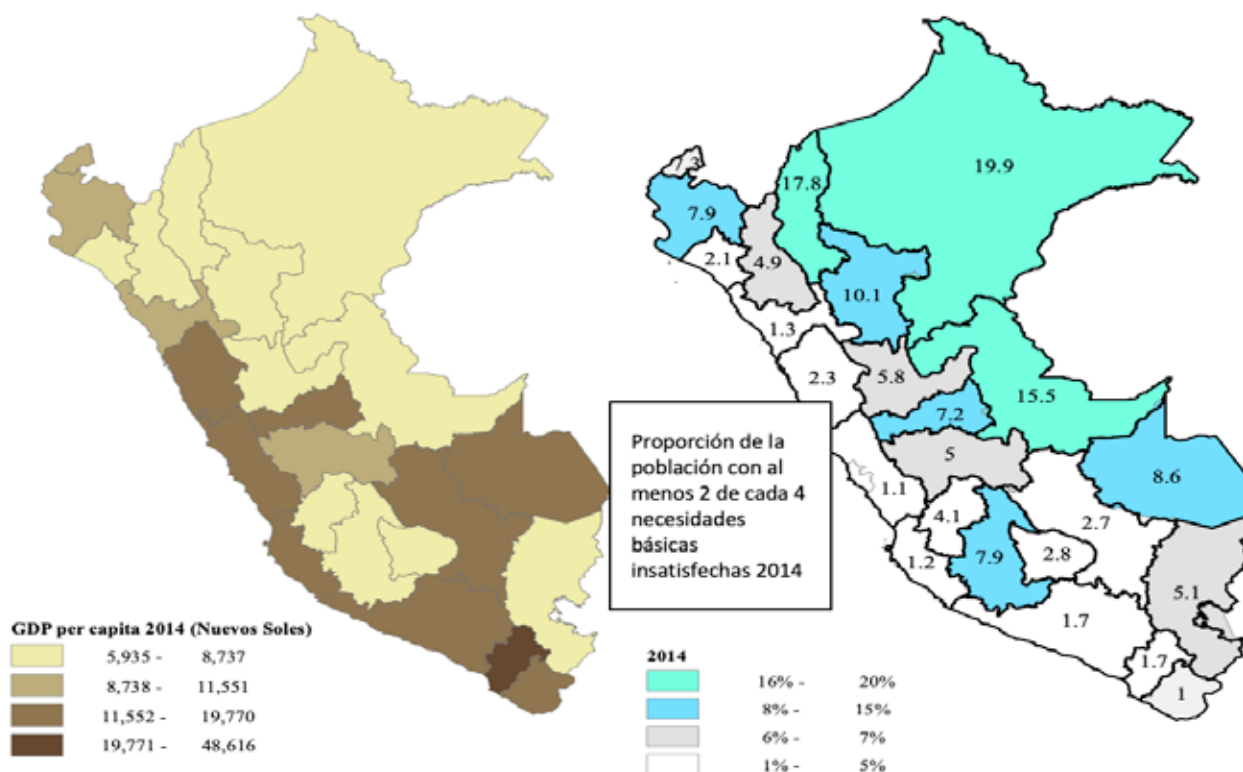 GDP per capita 2014 (Nuevos Soles)
5,935 - 8,737
8,738 - 11,551
11,552 - 19,770
19,771 - 48,616
Proporción de la
población con al
menos 2 de cada 4
necesidades
básicas
insatisfechas 2014
19.9
17.8
7.9
2.1
4.9
10.1
1.3
2.3
5.8
15.5
7.2
5
8.6
1.1
4.1
2.7
1.2
7.9
2.8
5.1
1.7
1.7
1
2014
16% - 20%
8% - 15%
6% - 7%
1% - 5%